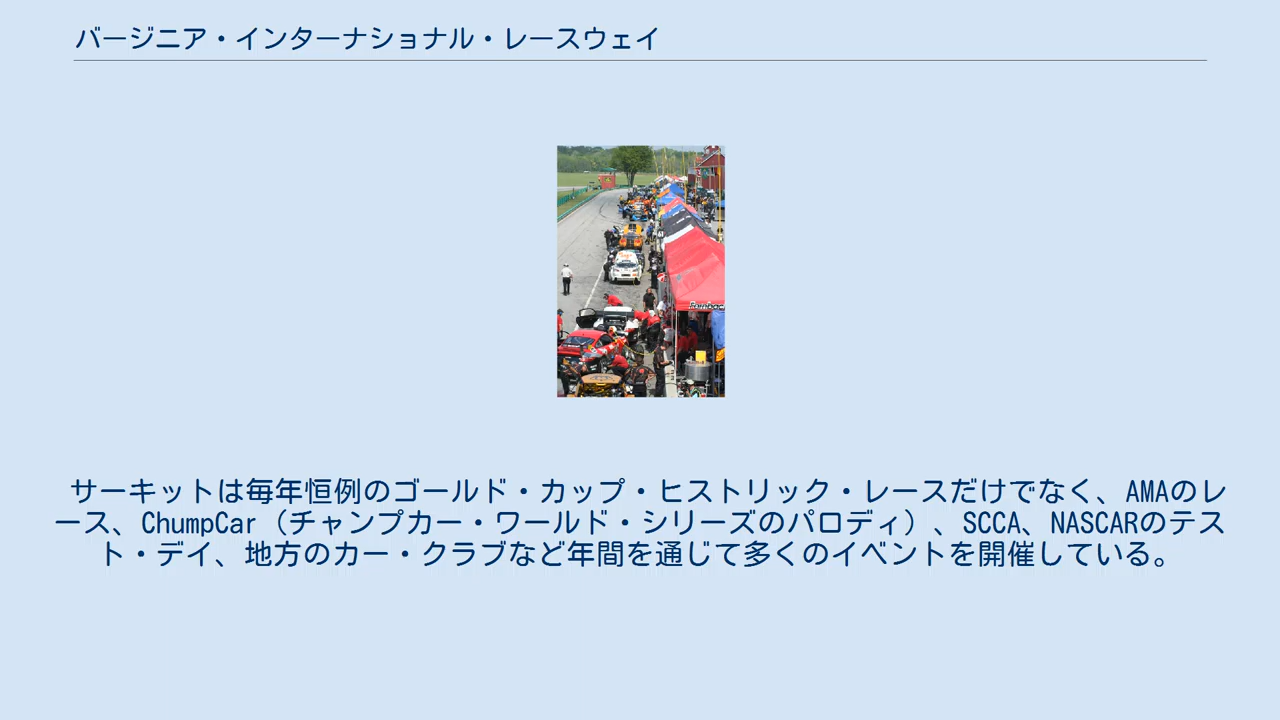 バージニア・インターナショナル・レースウェイ
サーキットは毎年恒例のゴールド・カップ・ヒストリック・レースだけでなく、AMAのレ
ース、ChumpCar（チャンプカー・ワールド・シリーズのパロディ）、SCCA、NASCARのテス
ト・デイ、地方のカー・クラブなど年間を通じて多くのイベントを開催している。